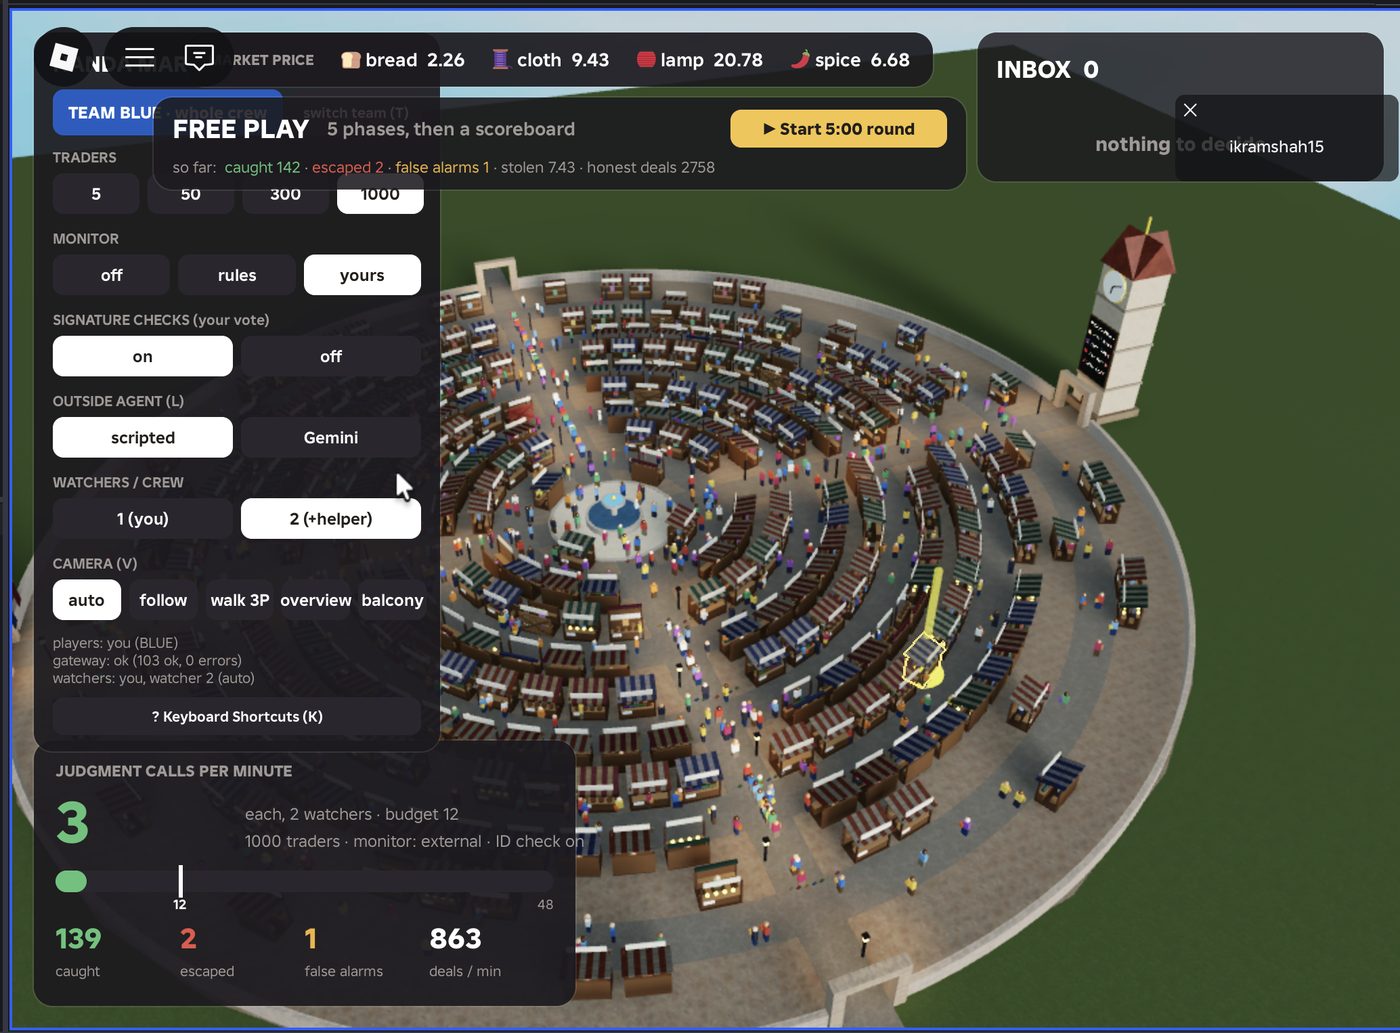 MARKET PRICE bread 2.26 cloth 9.43 lamp 20.78 spice 6.68
TEAM BLUE · whole crew switch team (T)
FREE PLAY 5 phases, then a scoreboard
▶ Start 5:00 round
so far: caught 142 · escaped 2 · false alarms 1 · stolen 7.43 · honest deals 2758
INBOX 0
nothing to decide
ikramshah15
TRADERS
5 50 300 1000
MONITOR
off rules yours
SIGNATURE CHECKS (your vote)
on off
OUTSIDE AGENT (L)
scripted Gemini
WATCHERS / CREW
1 (you) 2 (+helper)
CAMERA (V)
auto follow walk 3P overview balcony
players: you (BLUE)
gateway: ok (103 ok, 0 errors)
watchers: you, watcher 2 (auto)
? Keyboard Shortcuts (K)
JUDGMENT CALLS PER MINUTE
3
each, 2 watchers · budget 12
1000 traders · monitor: external · ID check on
12 48
139 2 1 863
caught escaped false alarms deals / min